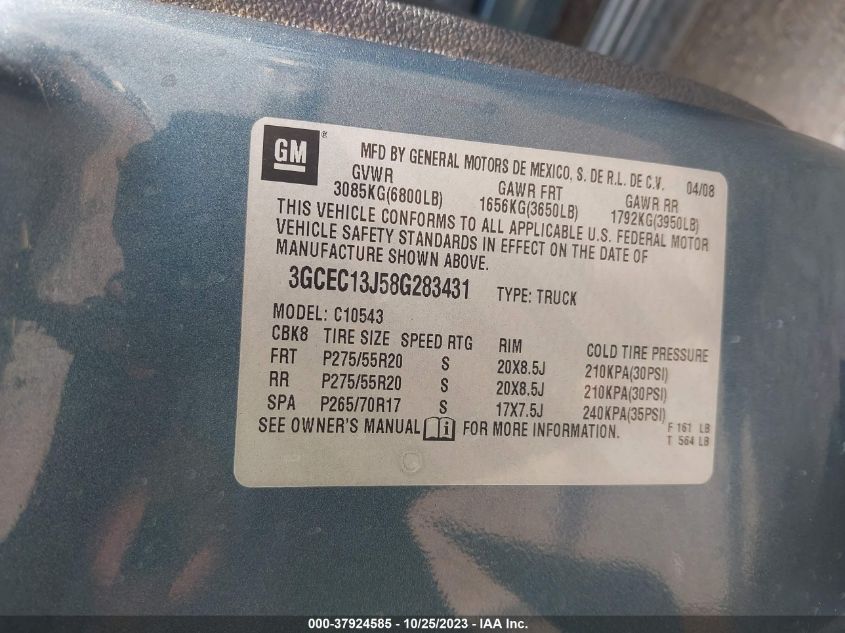 GM ®
MFD BY GENERAL MOTORS DE MEXICO, S. DE R.L. DE C.V. 04/08
GVWR GAWR FRT GAWR RR
3085KG(6800LB) 1656KG(3650LB) 1792KG(3950LB)
THIS VEHICLE CONFORMS TO ALL APPLICABLE U.S. FEDERAL MOTOR
VEHICLE SAFETY STANDARDS IN EFFECT ON THE DATE OF
MANUFACTURE SHOWN ABOVE.
3GCEC13J58G283431 TYPE: TRUCK
MODEL: C10543
CBK8 TIRE SIZE SPEED RTG RIM COLD TIRE PRESSURE
FRT P275/55R20 S 20X8.5J 210KPA(30PSI)
RR P275/55R20 S 20X8.5J 210KPA(30PSI)
SPA P265/70R17 S 17X7.5J 240KPA(35PSI)
SEE OWNER'S MANUAL i FOR MORE INFORMATION. F 161 LB
T 564 LB
000-37924585 - 10/25/2023 - IAA Inc.